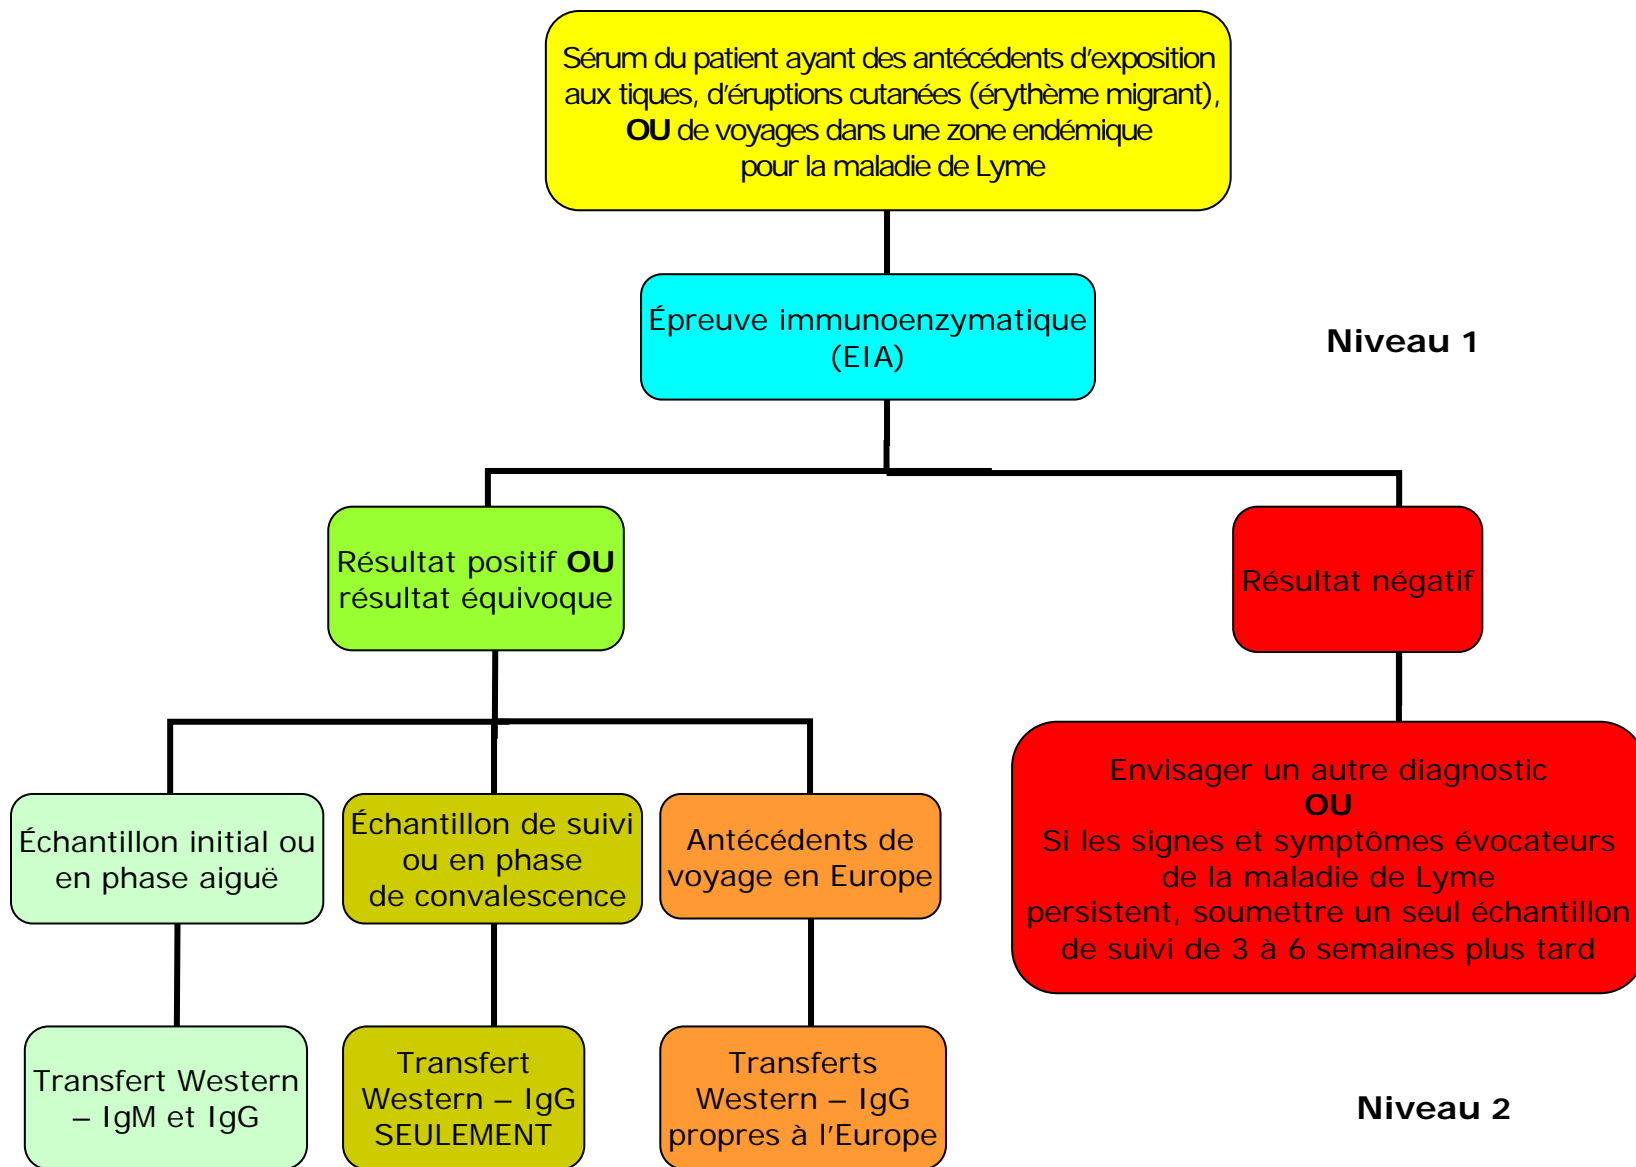 Sérum du patient ayant des antécédents d'exposition
aux tiques, d'éruptions cutanées (érythème migrant),
OU de voyages dans une zone endémique
pour la maladie de Lyme
Épreuve immunoenzymatique
(EIA)
Niveau 1
Résultat positif OU
résultat équivoque
Résultat négatif
Échantillon initial ou
en phase aiguë
Échantillon de suivi
ou en phase
de convalescence
Antécédents de
voyage en Europe
Envisager un autre diagnostic
OU
Si les signes et symptômes évocateurs
de la maladie de Lyme
persistent, soumettre un seul échantillon
de suivi de 3 à 6 semaines plus tard
Transfert Western
– IgM et IgG
Transfert
Western – IgG
SEULEMENT
Transferts
Western – IgG
propres à l'Europe
Niveau 2